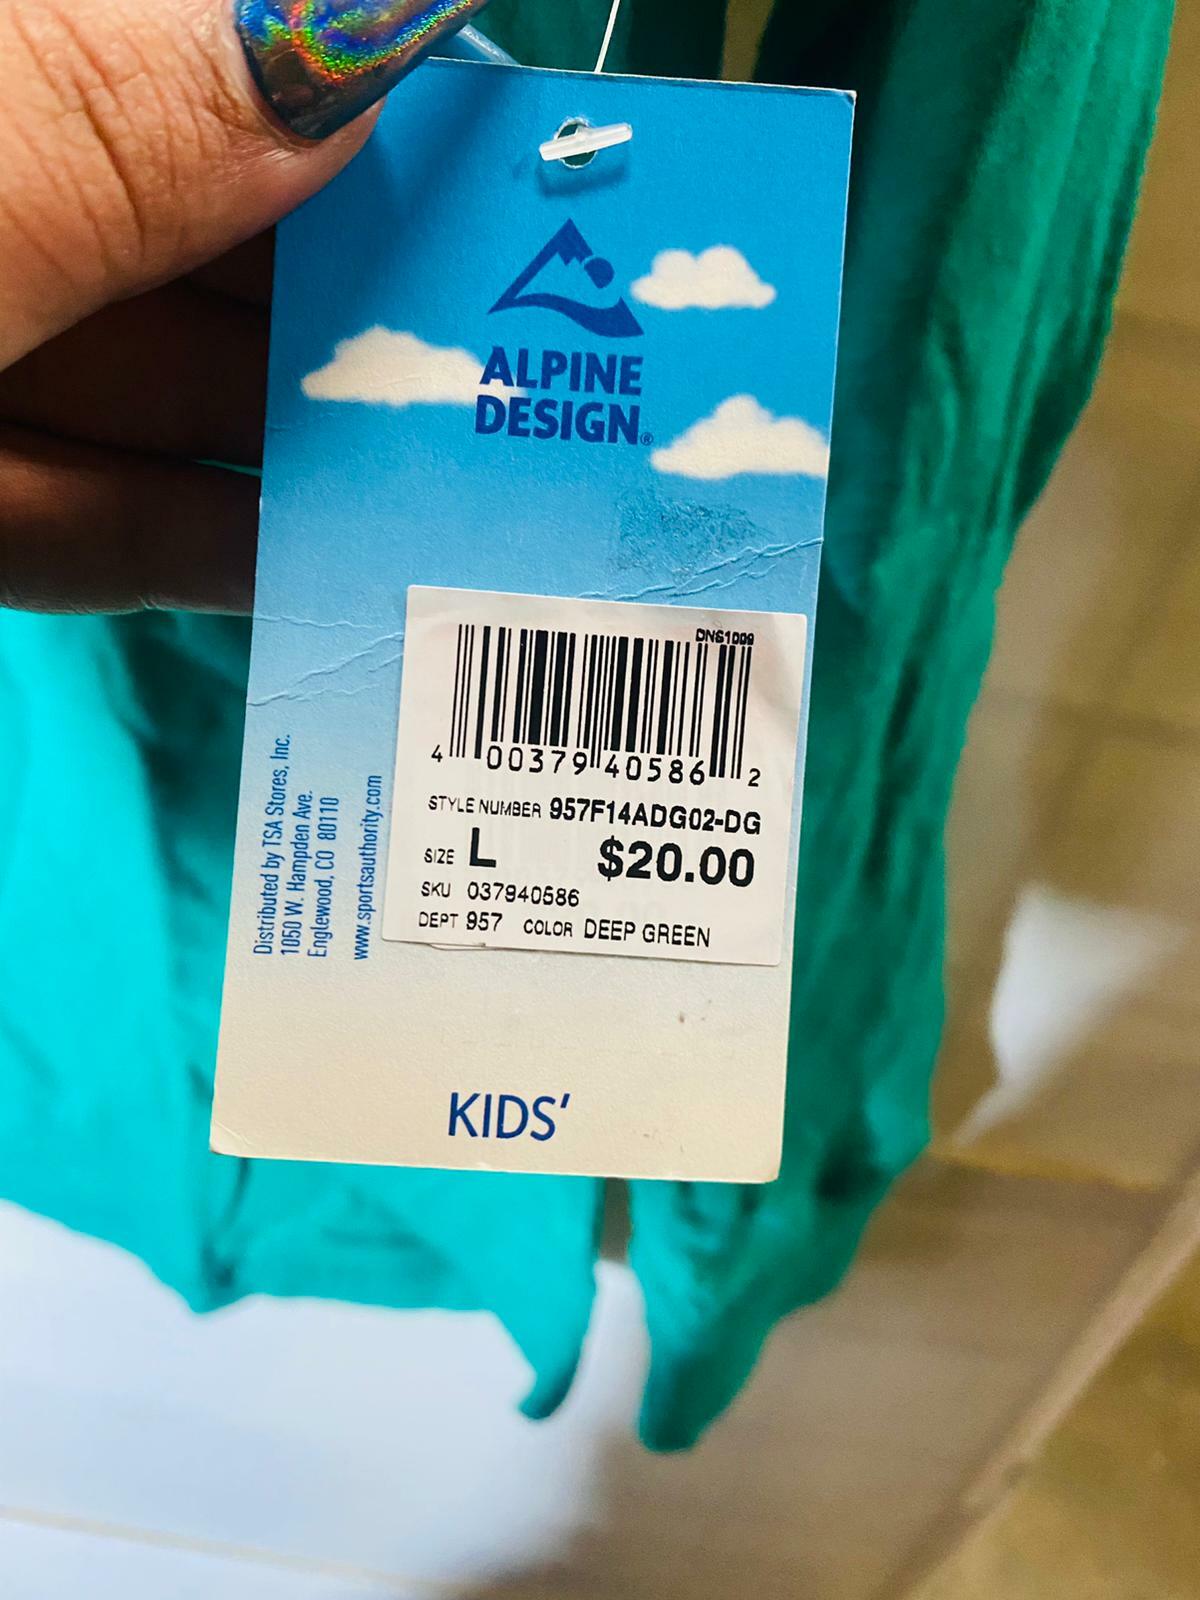 ALPINE
DESIGN®
DNS1009
4 00379 40586 2
STYLE NUMBER 957F14ADG02-DG
SIZE L $20.00
SKU 037940586
DEPT 957 COLOR DEEP GREEN
Distributed by TSA Stores, Inc.
1050 W. Hampden Ave.
Englewood, CO 80110
www.sportsauthority.com
KIDS'